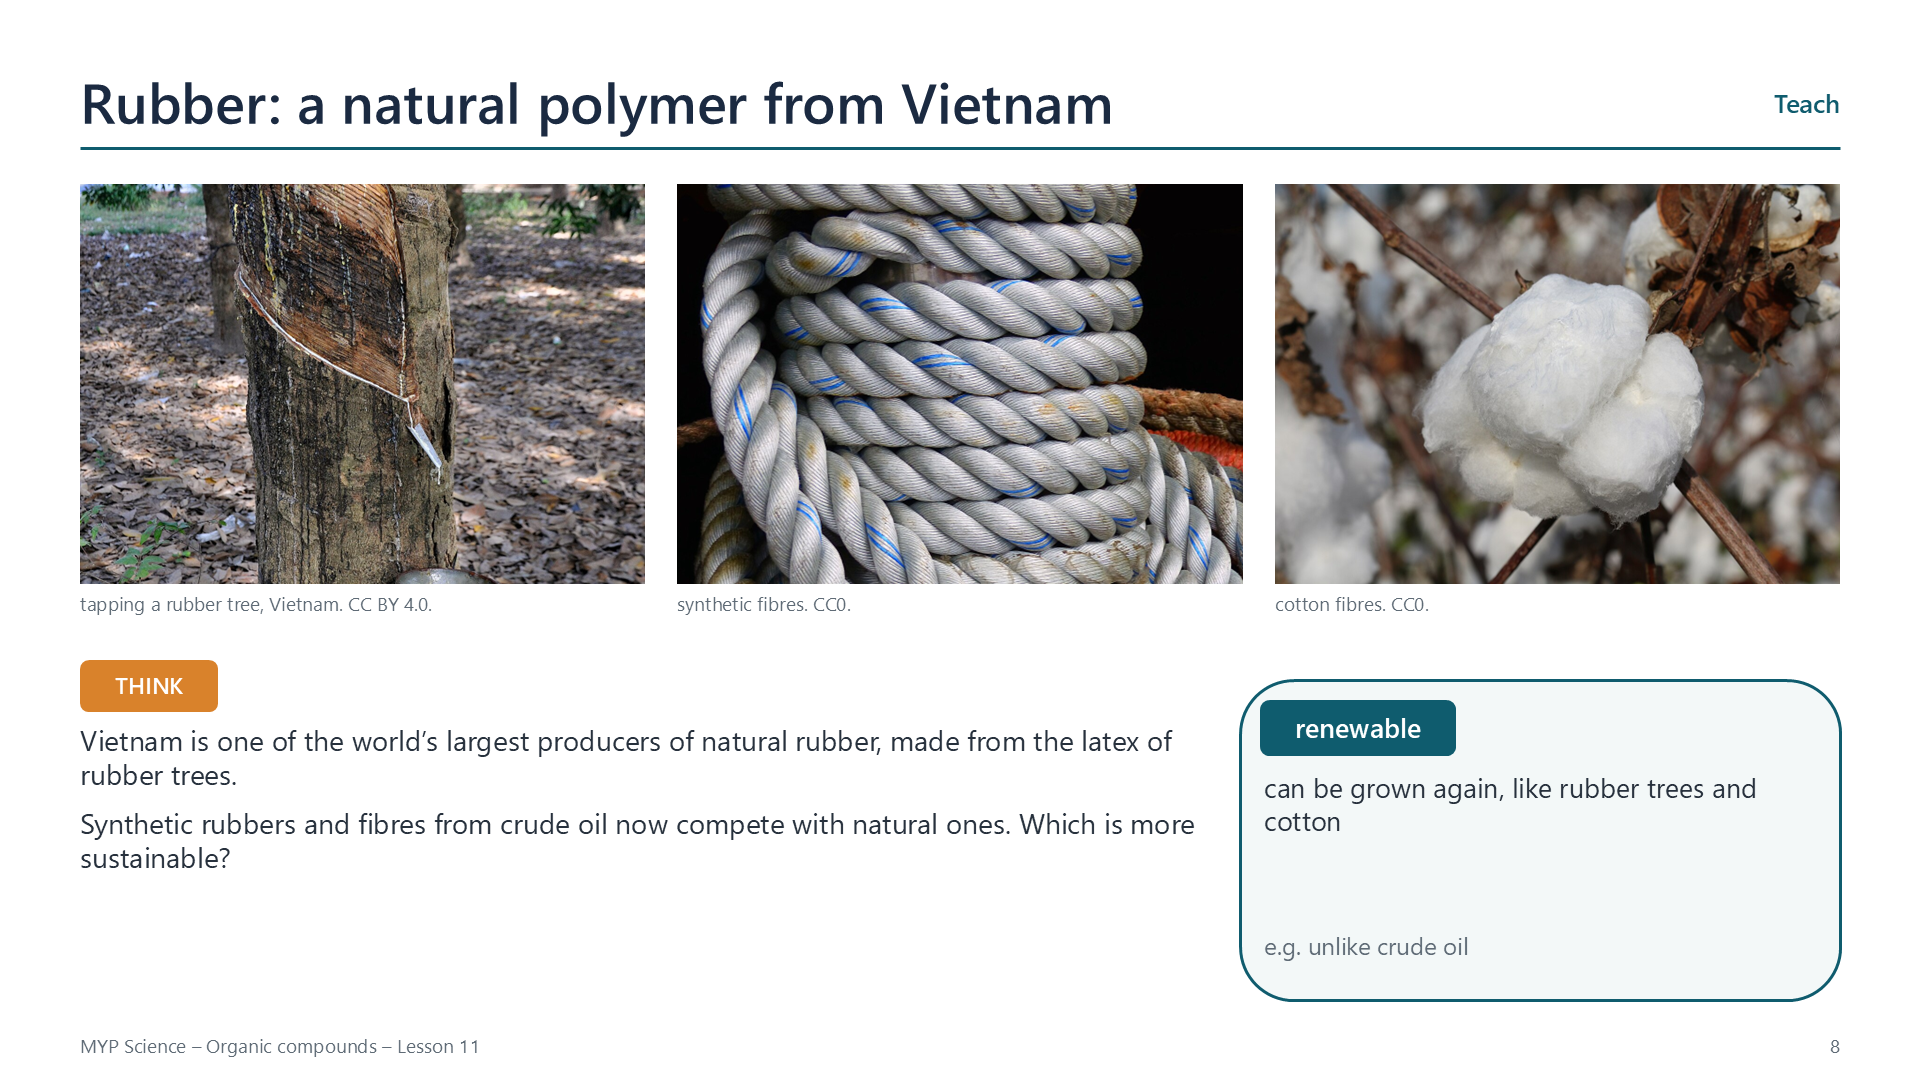 Rubber: a natural polymer from Vietnam
Teach
tapping a rubber tree, Vietnam. CC BY 4.0.
synthetic fibres. CC0.
cotton fibres. CC0.
THINK
Vietnam is one of the world’s largest producers of natural rubber, made from the latex of
rubber trees.
Synthetic rubbers and fibres from crude oil now compete with natural ones. Which is more
sustainable?
renewable
can be grown again, like rubber trees and
cotton
e.g. unlike crude oil
MYP Science – Organic compounds – Lesson 11
8